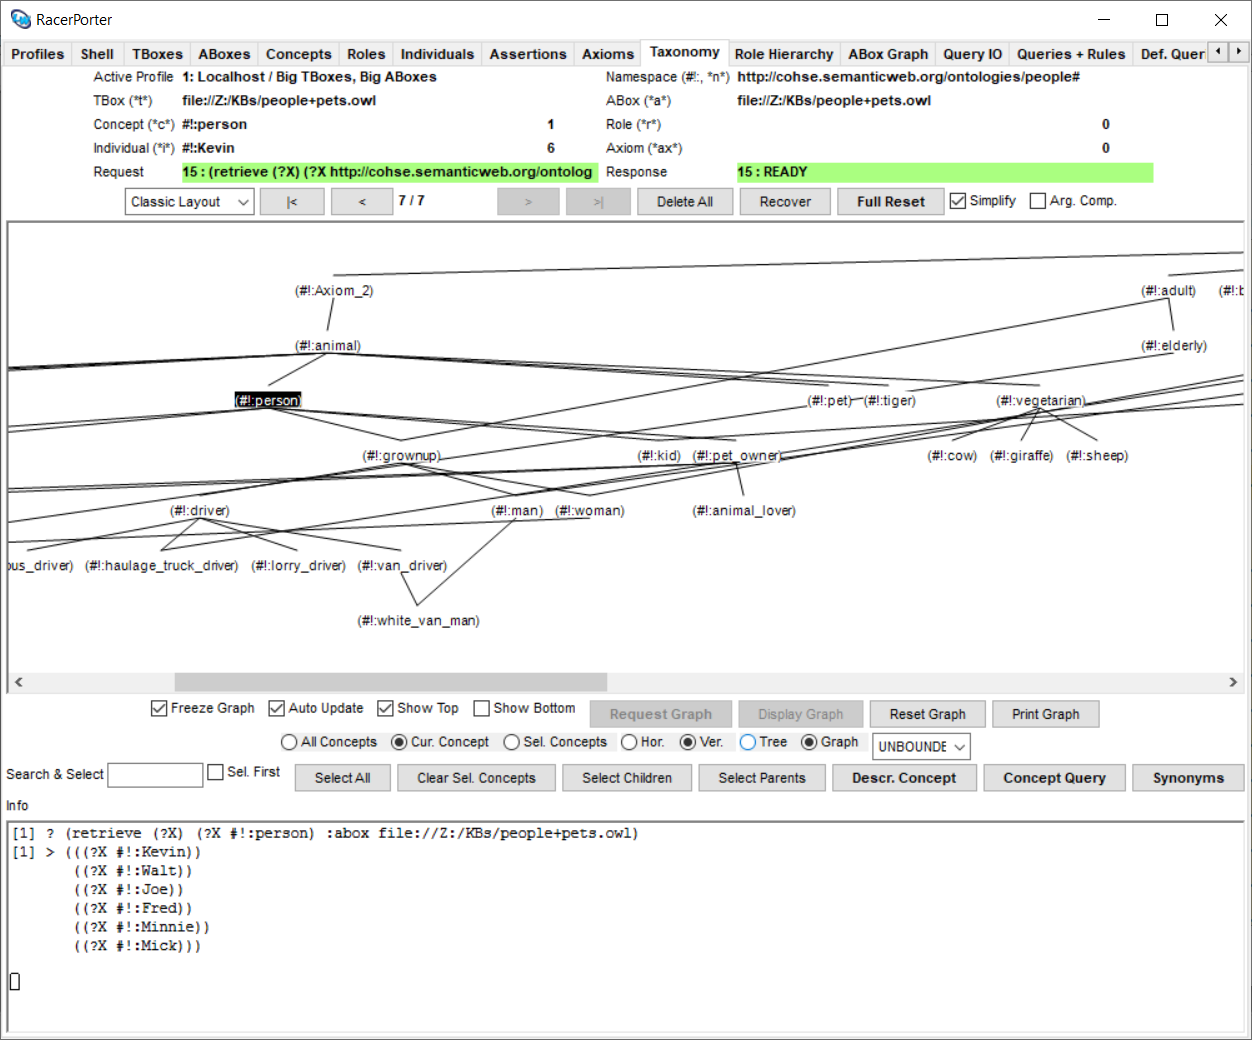 RacerPorter
Profiles Shell TBoxes ABoxes Concepts Roles Individuals Assertions Axioms Taxonomy Role Hierarchy ABox Graph Query IO Queries + Rules Def. Quer
Active Profile 1: Localhost / Big TBoxes, Big ABoxes Namespace (#!:, *n*) http://cohse.semanticweb.org/ontologies/people#
TBox (*t*) file://Z:/KBs/people+pets.owl ABox (*a*) file://Z:/KBs/people+pets.owl
Concept (*c*) #!:person 1 Role (*r*) 0
Individual (*i*) #!:Kevin 6 Axiom (*ax*) 0
Request 15 : (retrieve (?X) (?X http://cohse.semanticweb.org/ontolog Response 15 : READY
Classic Layout |< < 7 / 7 > >| Delete All Recover Full Reset Simplify Arg. Comp.
(#!:Axiom_2) (#!:adult) (#!:b
(#!:animal) (#!:elderly)
(#!:person) (#!:pet) (#!:tiger) (#!:vegetarian)
(#!:grownup) (#!:kid) (#!:pet_owner) (#!:cow) (#!:giraffe) (#!:sheep)
(#!:driver) (#!:man) (#!:woman) (#!:animal_lover)
ous_driver) (#!:haulage_truck_driver) (#!:lorry_driver) (#!:van_driver)
(#!:white_van_man)
Freeze Graph Auto Update Show Top Show Bottom Request Graph Display Graph Reset Graph Print Graph
All Concepts Cur. Concept Sel. Concepts Hor. Ver. Tree Graph UNBOUNDE
Search & Select Sel. First Select All Clear Sel. Concepts Select Children Select Parents Descr. Concept Concept Query Synonyms
Info
[1] ? (retrieve (?X) (?X #!:person) :abox file://Z:/KBs/people+pets.owl)
[1] > (((?X #!:Kevin))
((?X #!:Walt))
((?X #!:Joe))
((?X #!:Fred))
((?X #!:Minnie))
((?X #!:Mick)))